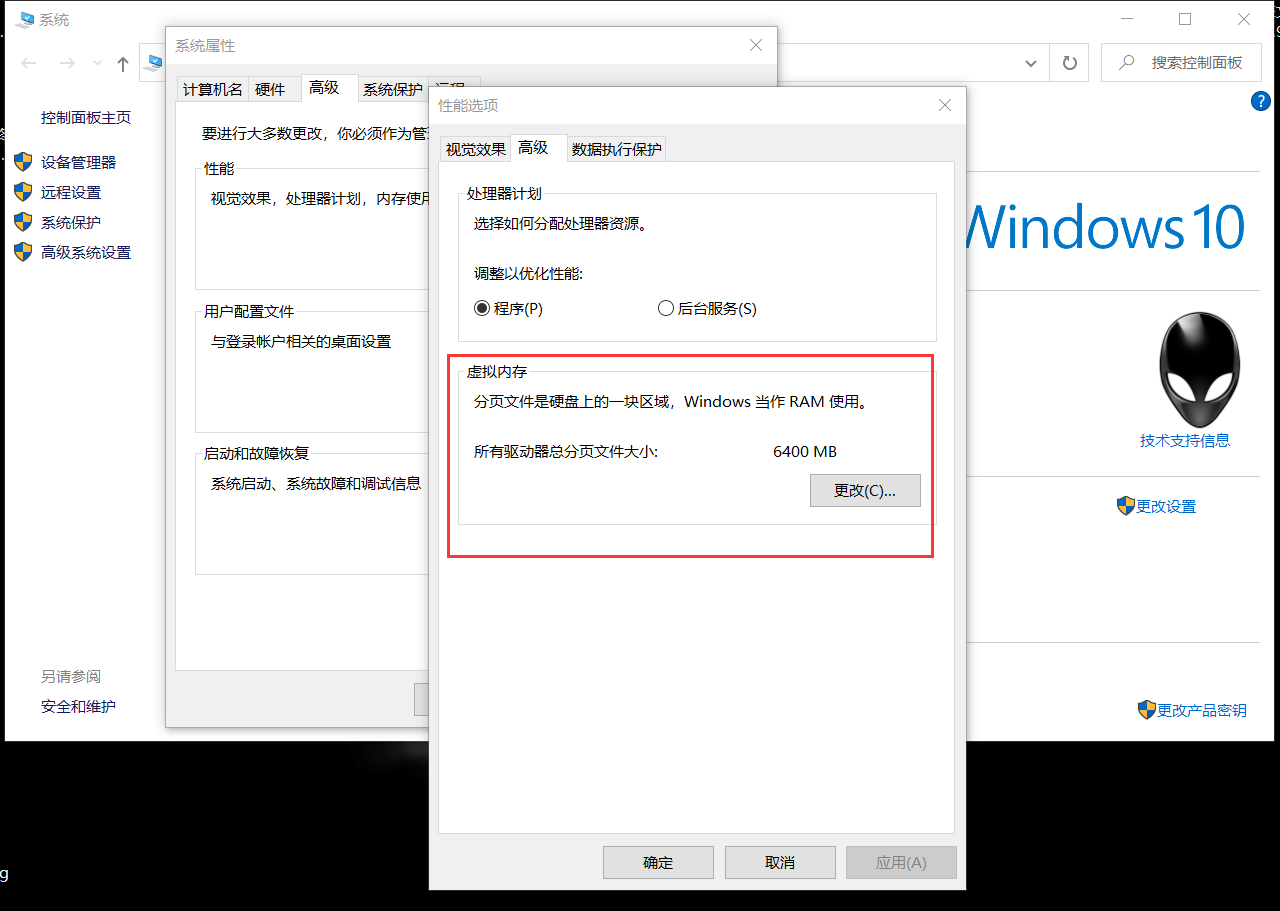 系统
系统属性
搜索控制面板
控制面板主页
设备管理器
远程设置
系统保护
高级系统设置
另请参阅
安全和维护
计算机名 硬件 高级 系统保护 远程
要进行大多数更改，你必须作为管
性能
视觉效果，处理器计划，内存使用
用户配置文件
与登录帐户相关的桌面设置
启动和故障恢复
系统启动、系统故障和调试信息
性能选项
视觉效果 高级 数据执行保护
处理器计划
选择如何分配处理器资源。
调整以优化性能:
程序(P) 后台服务(S)
虚拟内存
分页文件是硬盘上的一块区域，Windows 当作 RAM 使用。
所有驱动器总分页文件大小: 6400 MB
更改(C)...
确定 取消 应用(A)
?
Windows 10
技术支持信息
更改设置
更改产品密钥
g